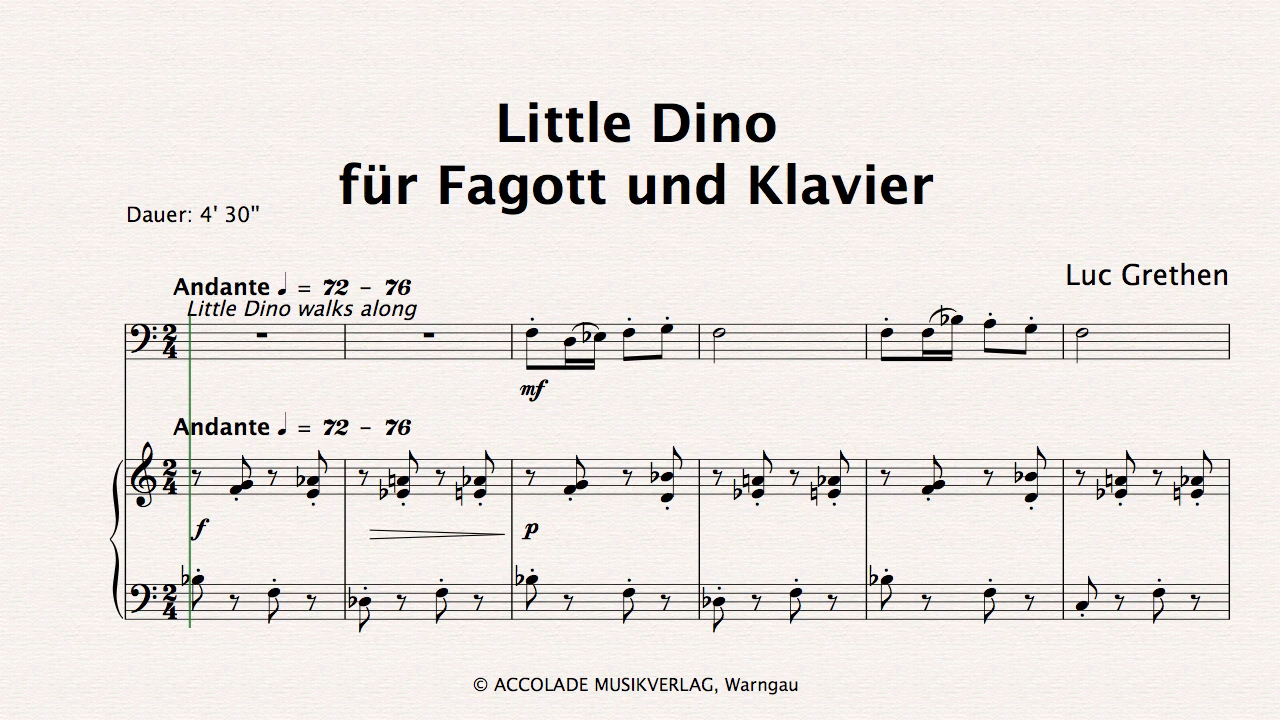 Little Dino
für Fagott und Klavier
Dauer: 4' 30"
Luc Grethen
Andante ♩ = 72 – 76
Little Dino walks along
mf
Andante ♩ = 72 – 76
f
p
© ACCOLADE MUSIKVERLAG, Warngau